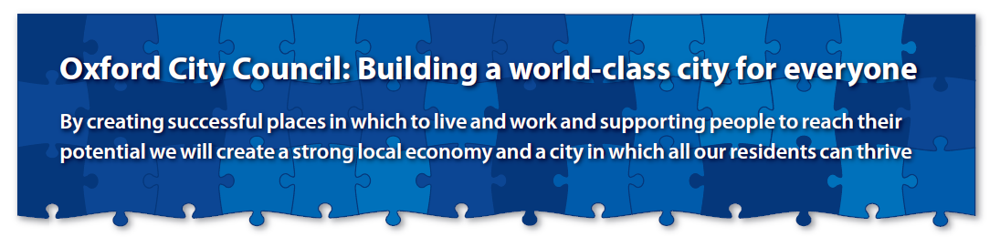 Oxford City Council: Building a world-class city for everyone
By creating successful places in which to live and work and supporting people to reach their
potential we will create a strong local economy and a city in which all our residents can thrive